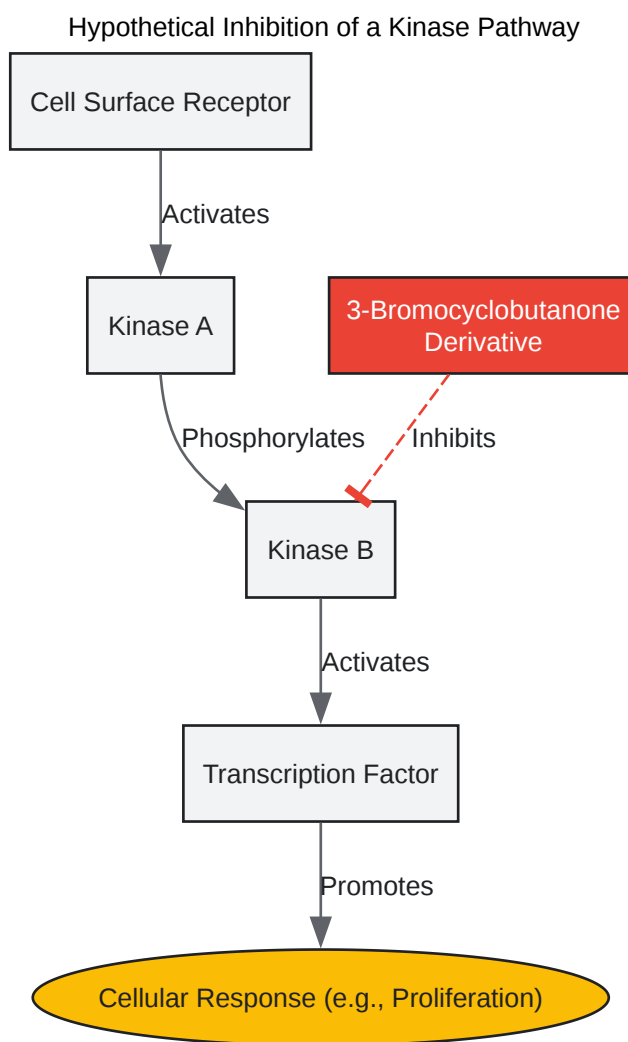 Hypothetical Inhibition of a Kinase Pathway
Cell Surface Receptor
Activates
Kinase A
3-Bromocyclobutanone
Derivative
Phosphorylates
Inhibits
Kinase B
Activates
Transcription Factor
Promotes
Cellular Response (e.g., Proliferation)